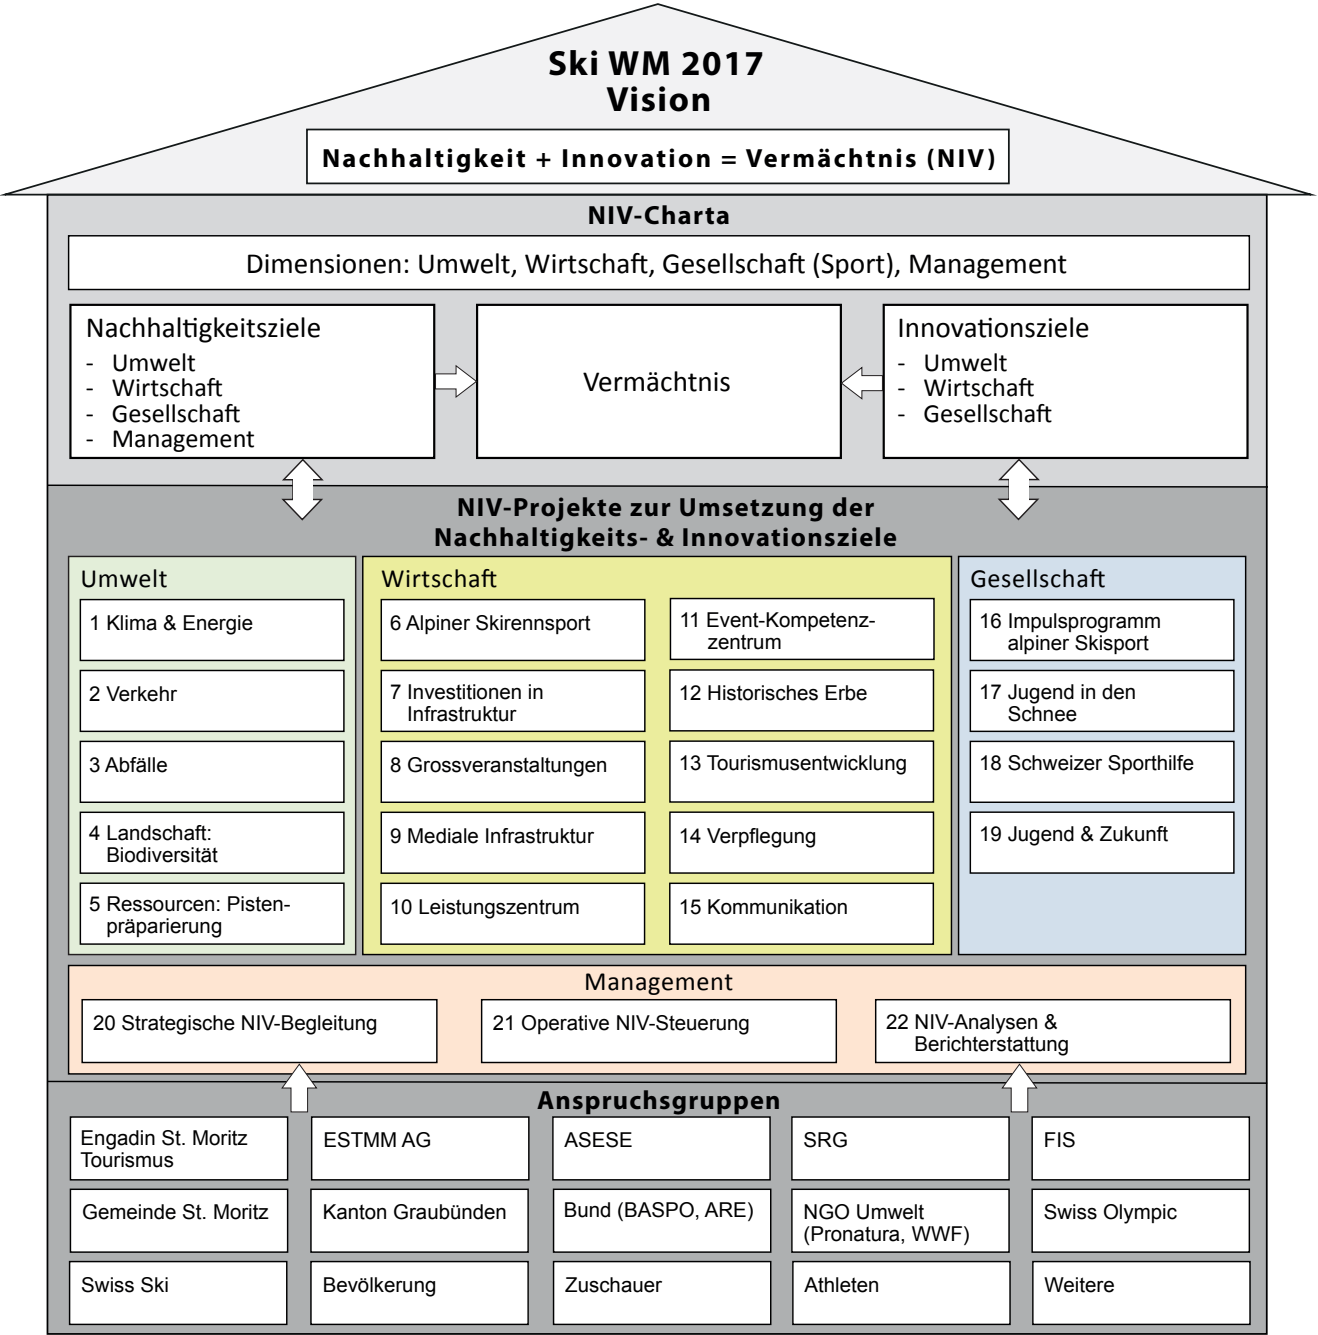 Ski WM 2017
Vision
Nachhaltigkeit + Innovation = Vermächtnis (NIV)
NIV-Charta
Dimensionen: Umwelt, Wirtschaft, Gesellschaft (Sport), Management
Nachhaltigkeitsziele
- Umwelt
- Wirtschaft
- Gesellschaft
- Management
Vermächtnis
Innovationsziele
- Umwelt
- Wirtschaft
- Gesellschaft
NIV-Projekte zur Umsetzung der
Nachhaltigkeits- & Innovationsziele
Umwelt
1 Klima & Energie
2 Verkehr
3 Abfälle
4 Landschaft:
Biodiversität
5 Ressourcen: Pisten-
präparierung
Wirtschaft
6 Alpiner Skirennsport
7 Investitionen in
Infrastruktur
8 Grossveranstaltungen
9 Mediale Infrastruktur
10 Leistungszentrum
11 Event-Kompetenz-
zentrum
12 Historisches Erbe
13 Tourismusentwicklung
14 Verpflegung
15 Kommunikation
Gesellschaft
16 Impulsprogramm
alpiner Skisport
17 Jugend in den
Schnee
18 Schweizer Sporthilfe
19 Jugend & Zukunft
Management
20 Strategische NIV-Begleitung
21 Operative NIV-Steuerung
22 NIV-Analysen &
Berichterstattung
Anspruchsgruppen
Engadin St. Moritz
Tourismus
ESTMM AG
ASESE
SRG
FIS
Gemeinde St. Moritz
Kanton Graubünden
Bund (BASPO, ARE)
NGO Umwelt
(Pronatura, WWF)
Swiss Olympic
Swiss Ski
Bevölkerung
Zuschauer
Athleten
Weitere